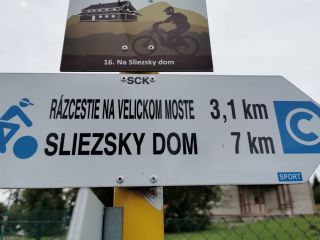 16. Na Sliezsky dom
SCK
RÁZCESTIE NA VELICKOM MOSTE 3,1 km
SLIEZSKY DOM 7 km
C
SPORT